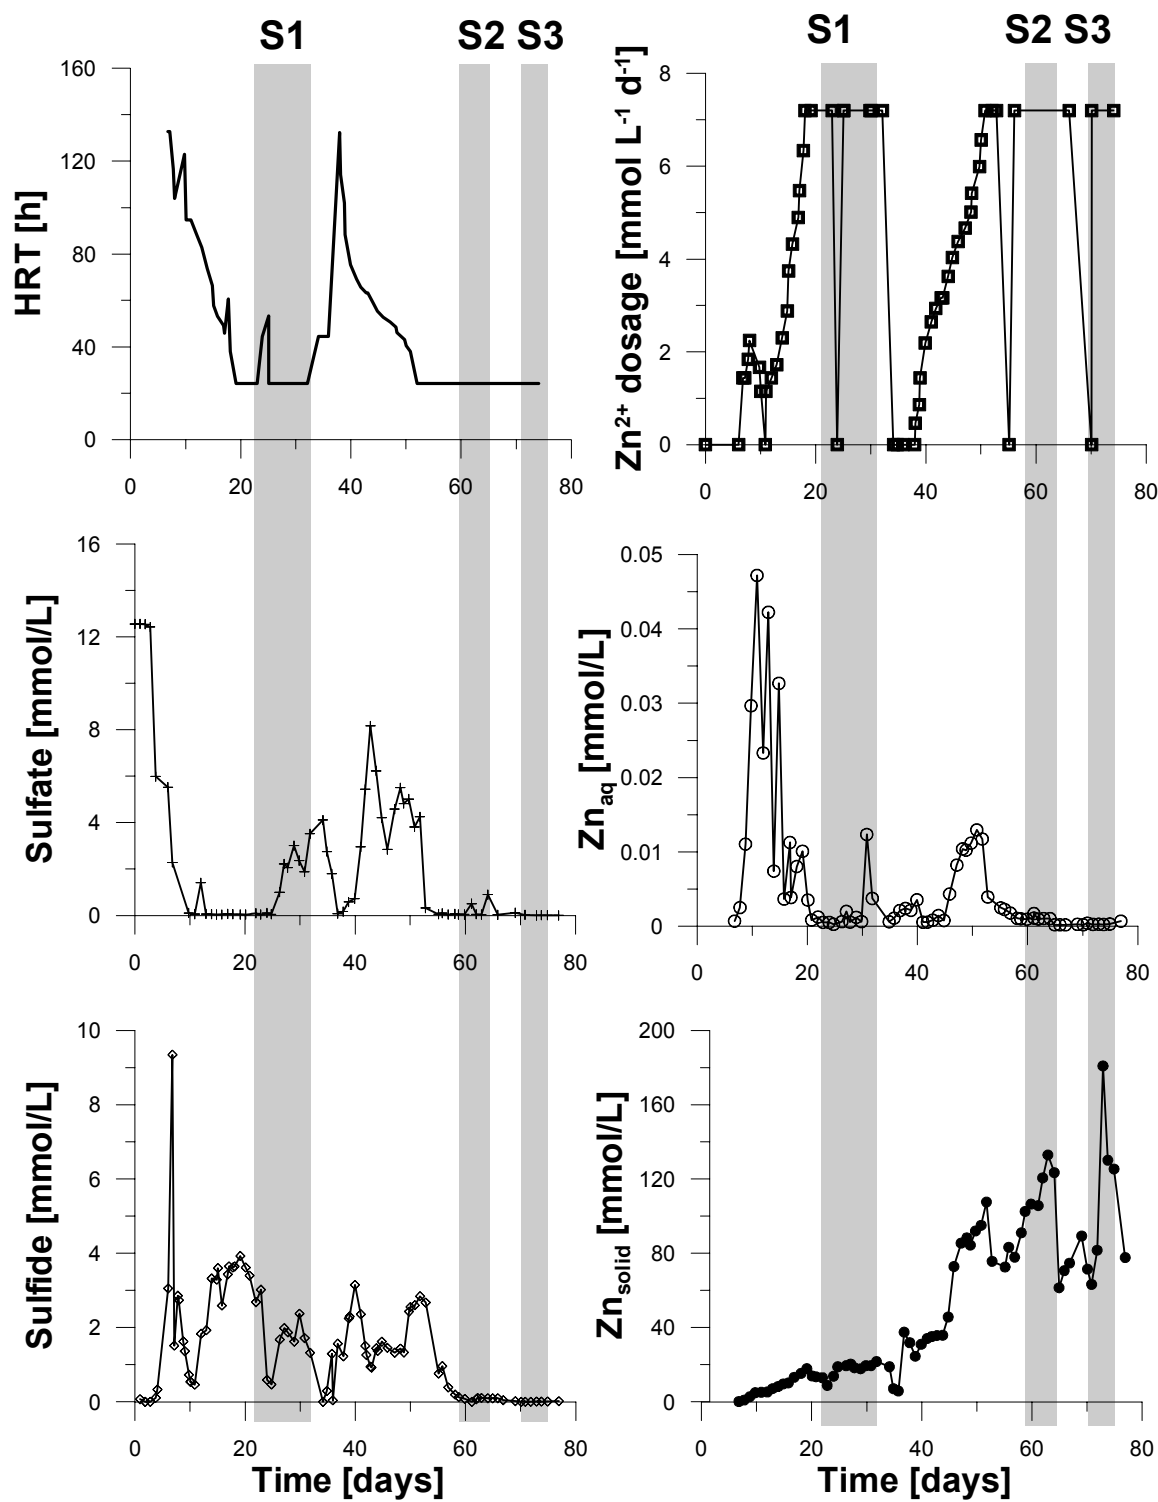 S1 S2 S3
S1 S2 S3
HRT [h]
160
120
80
40
0
0 20 40 60 80
Zn²⁺ dosage [mmol L⁻¹ d⁻¹]
8
6
4
2
0
0 20 40 60 80
Sulfate [mmol/L]
16
12
8
4
0
0 20 40 60 80
Znaq [mmol/L]
0.05
0.04
0.03
0.02
0.01
0
0 20 40 60 80
Sulfide [mmol/L]
10
8
6
4
2
0
0 20 40 60 80
Time [days]
Znsolid [mmol/L]
200
160
120
80
40
0
0 20 40 60 80
Time [days]